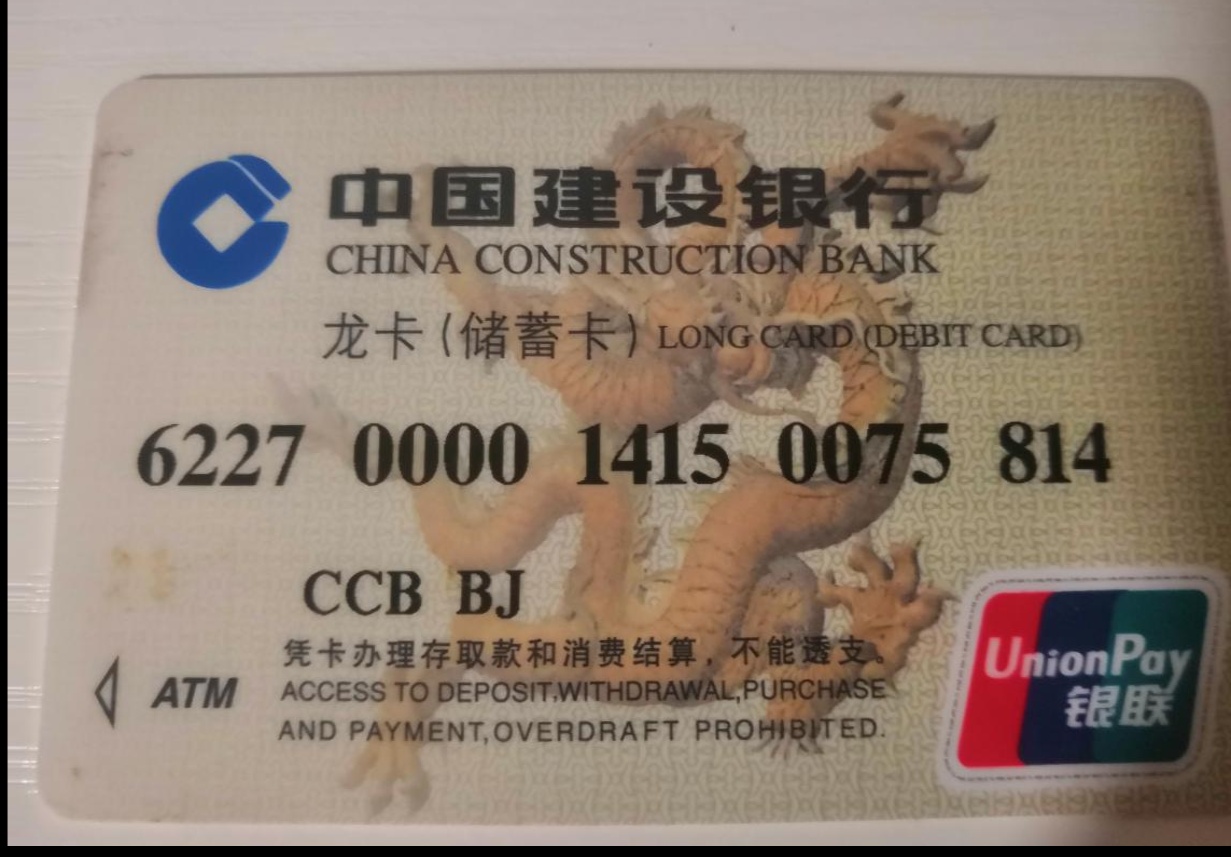 中国建设银行
CHINA CONSTRUCTION BANK
龙卡(储蓄卡) LONG CARD (DEBIT CARD)
6227 0000 1415 0075 814
CCB BJ
凭卡办理存取款和消费结算，不能透支。
ATM ACCESS TO DEPOSIT,WITHDRAWAL,PURCHASE
AND PAYMENT,OVERDRAFT PROHIBITED.
UnionPay
银联